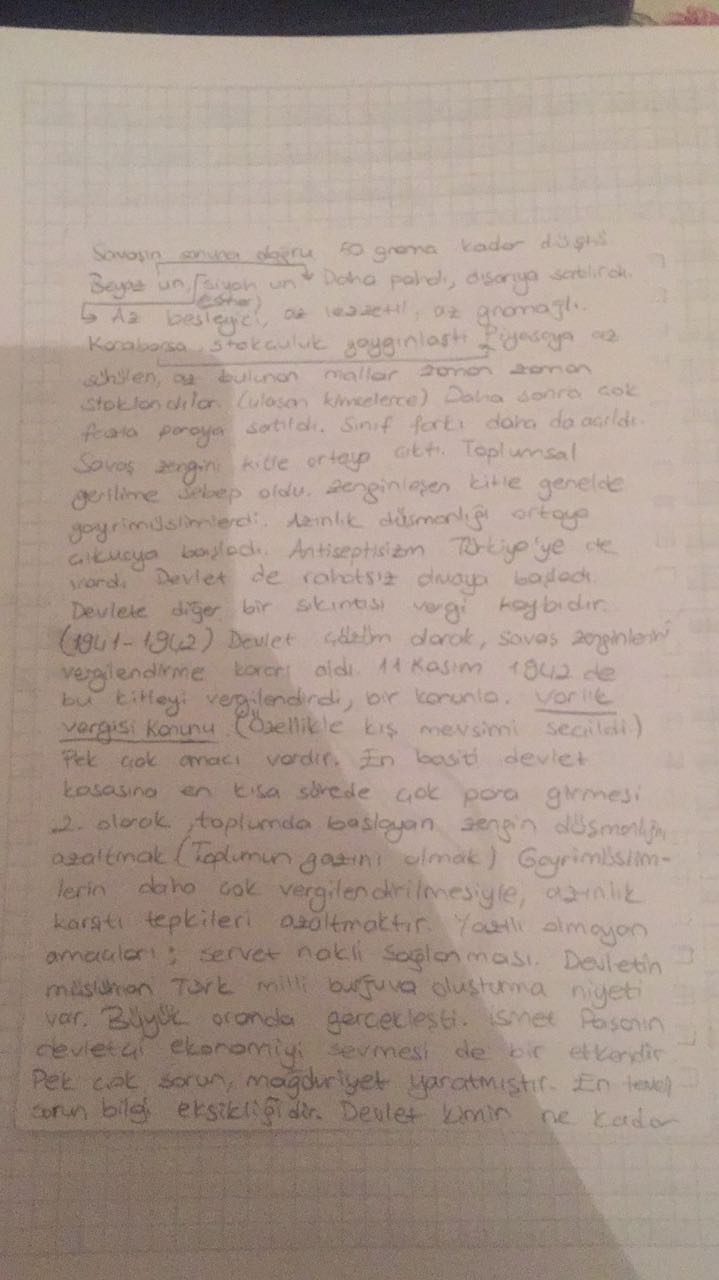 Savaşın sonuna doğru 50 grama kadar düştü
Beyaz un, siyah un Daha pahalı, dışarıya satılırdı.
(ester)
Az besleyici, az lezzetli, az gramajlı.
Karaborsa, stokculuk yaygınlaştı Piyasaya az
sürülen, az bulunan mallar zaman zaman
stoklandılar. (ulaşan kimselerce) Daha sonra çok
fazla paraya satıldı. Sınıf farkı daha da açıldı.
Savaş zengini kitle ortaya çıktı. Toplumsal
gerilime sebep oldu. Zenginleşen kitle genelde
gayrimüslimlerdi. Azınlık düşmanlığı ortaya
çıkmaya başladı. Antiseptisizm Türkiye'ye de
vardı Devlet de rahatsız olmaya başladı.
Devlete diğer bir sıkıntısı vergi kaybıdır.
(1941-1942) Devlet çözüm olarak, savaş zenginlerini
vergilendirme kararı aldı. 11 Kasım 1942 de
bu kitleyi vergilendirdi, bir kanunla. Varlık
vergisi Kanunu. (Özellikle kış mevsimi seçildi)
Pek çok amacı vardır. En basiti devlet
kasasına en kısa sürede çok para girmesi
2. olarak, toplumda başlayan zengin düşmanlığını
azaltmak (Toplumun gazını almak) Gayrimüslim-
lerin daha çok vergilendirilmesiyle, azınlık
karşıtı tepkileri azaltmaktır. Yazılı olmayan
amaçları; servet nakli sağlanması. Devletin
müslüman Türk milli burjuva oluşturma niyeti
var. Büyük oranda gerçekleşti. İsmet Paşanın
devletçi ekonomiyi sevmesi de bir etkendir
Pek çok sorun, mağduriyet yaratmıştır. En temel
sorun bilgi eksikliğidir. Devlet kimin ne kadar